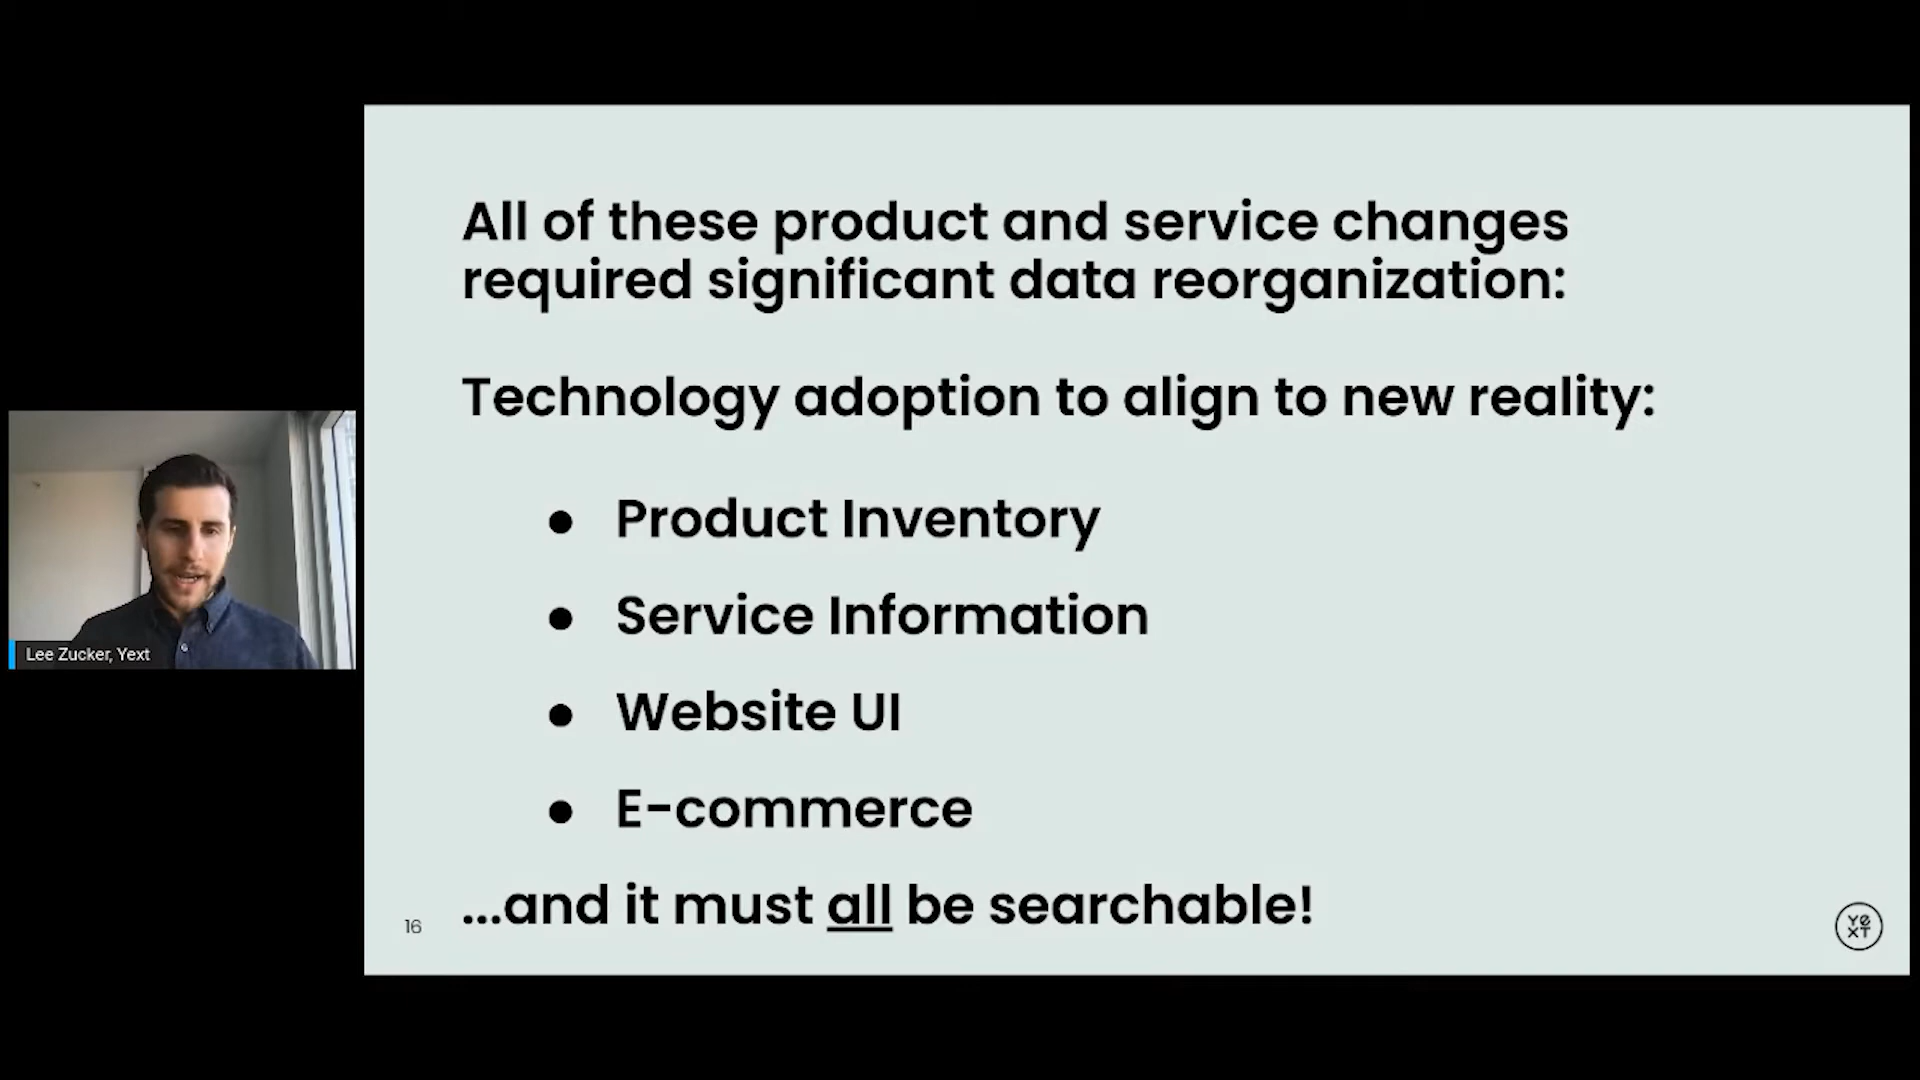 All of these product and service changes
required significant data reorganization:
Technology adoption to align to new reality:
● Product Inventory
● Service Information
● Website UI
● E-commerce
...and it must all be searchable!
16
YEXT
Lee Zucker, Yext